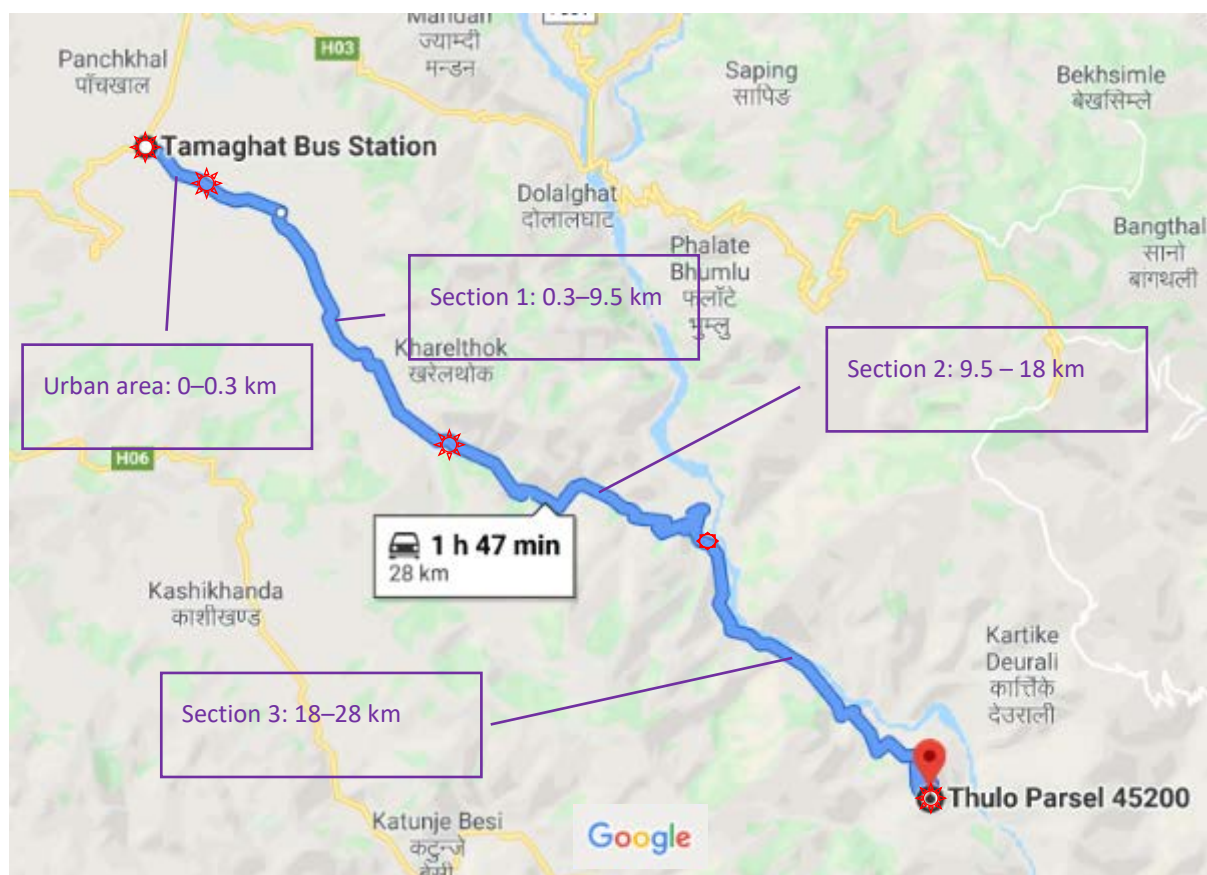 Mandan
ज्याम्दी
मन्डन
H03
Panchkhal
पाँचखाल
Saping
सापिङ
Bekhsimle
बेखसिम्ले
Tamaghat Bus Station
Dolalghat
दोलालघाट
Bangthal
सानो
बांगथली
Phalate
Bhumlu
फलाँटे
भुम्लु
Section 1: 0.3–9.5 km
Kharelthok
खरेलथोक
Section 2: 9.5 – 18 km
Urban area: 0–0.3 km
H06
1 h 47 min
28 km
Kashikhanda
काशीखण्ड
Kartike
Deurali
कार्त्तिके
देउराली
Section 3: 18–28 km
Thulo Parsel 45200
Katunje Besi
कटुन्जे
बेसी
Google